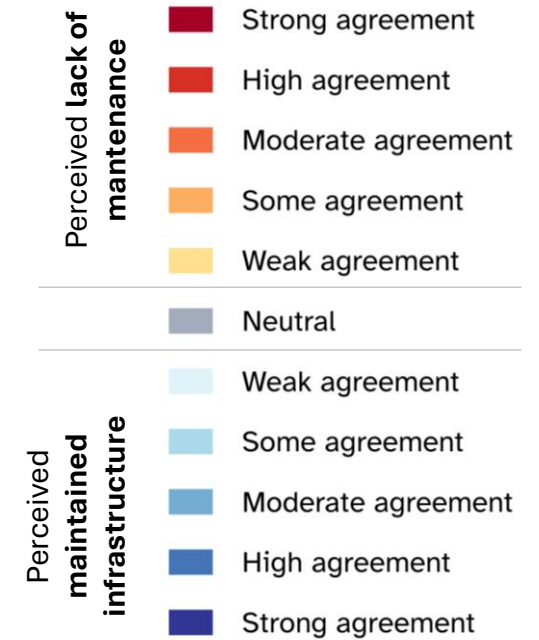 Perceived lack of
mantenance
Strong agreement
High agreement
Moderate agreement
Some agreement
Weak agreement
Neutral
Perceived
maintained
infrastructure
Weak agreement
Some agreement
Moderate agreement
High agreement
Strong agreement